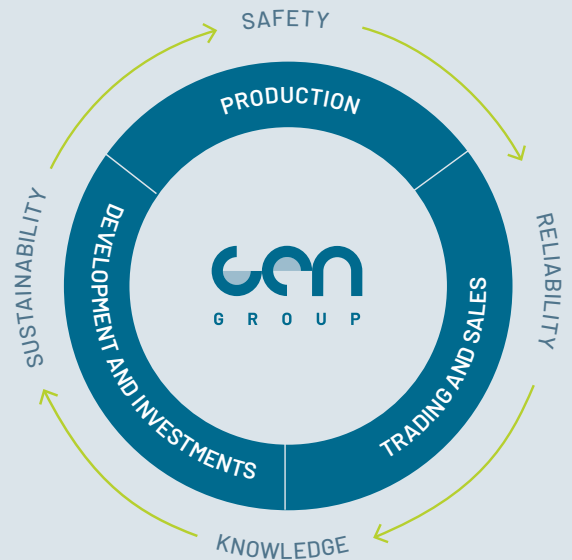 SAFETY
PRODUCTION
RELIABILITY
TRADING AND SALES
KNOWLEDGE
DEVELOPMENT AND INVESTMENTS
SUSTAINABILITY
gen
GROUP